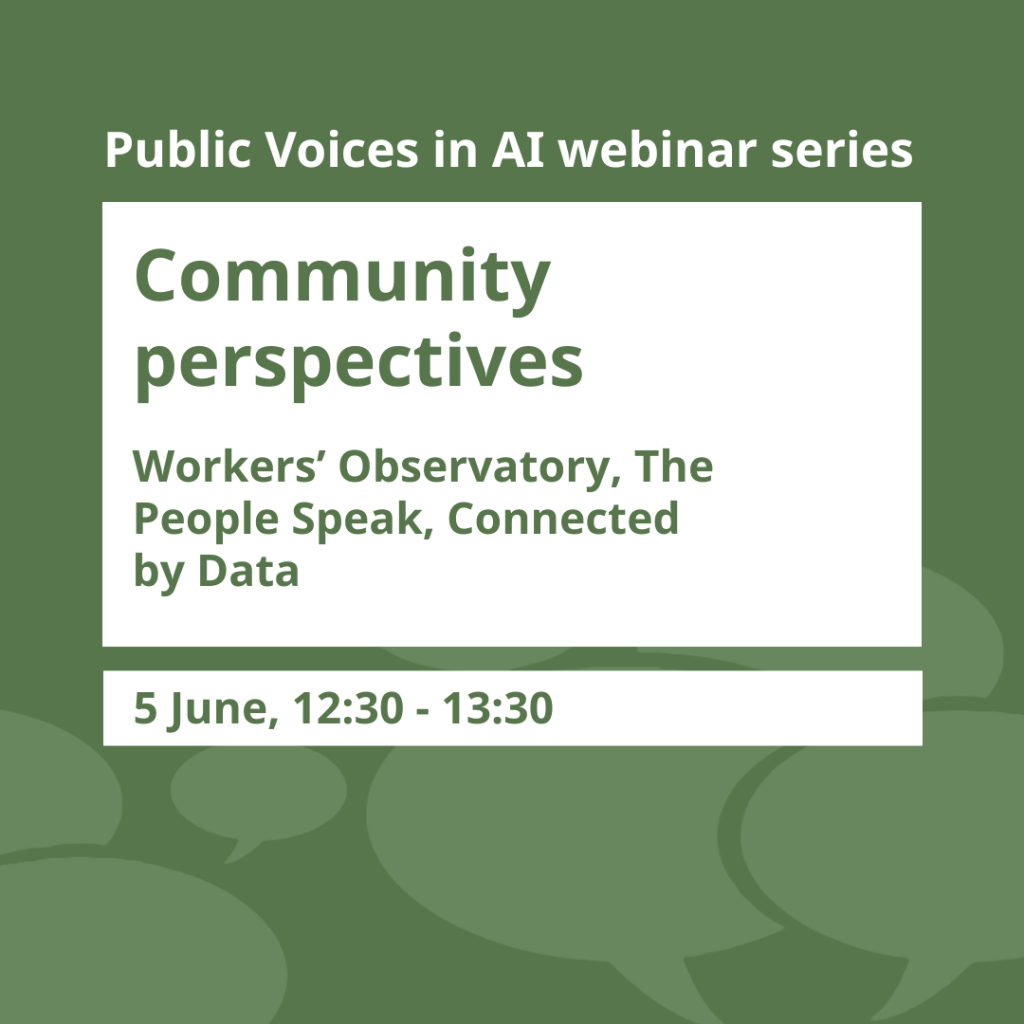 Public Voices in AI webinar series
Community
perspectives
Workers’ Observatory, The
People Speak, Connected
by Data
5 June, 12:30 - 13:30